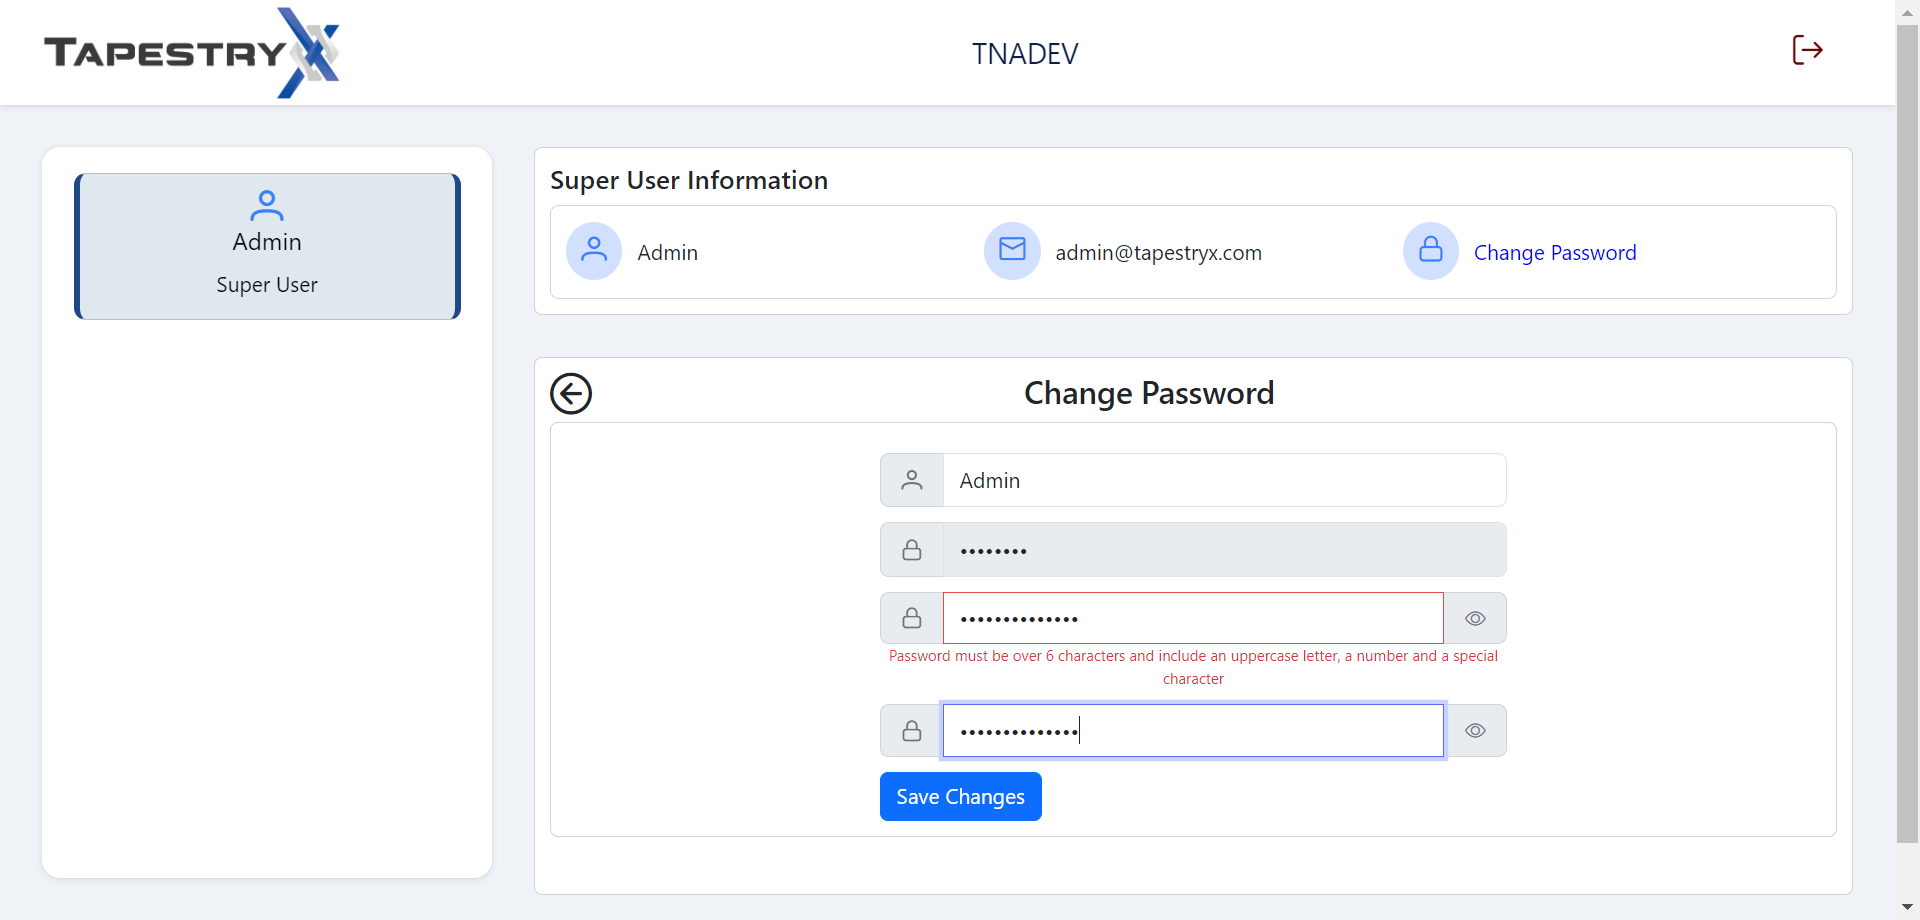 TAPESTRYX
TNADEV
Admin
Super User
Super User Information
Admin
admin@tapestryx.com
Change Password
Change Password
Admin
••••••••
••••••••••••••
Password must be over 6 characters and include an uppercase letter, a number and a special
character
••••••••••••••
Save Changes